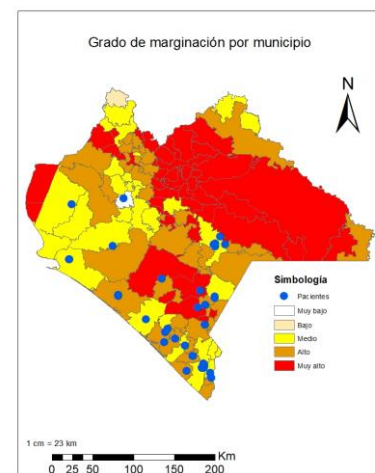 Grado de marginación por municipio
N
Simbología
Pacientes
Muy bajo
Bajo
Medio
Alto
Muy alto
1 cm = 23 km
Km
0 25 50 100 150 200